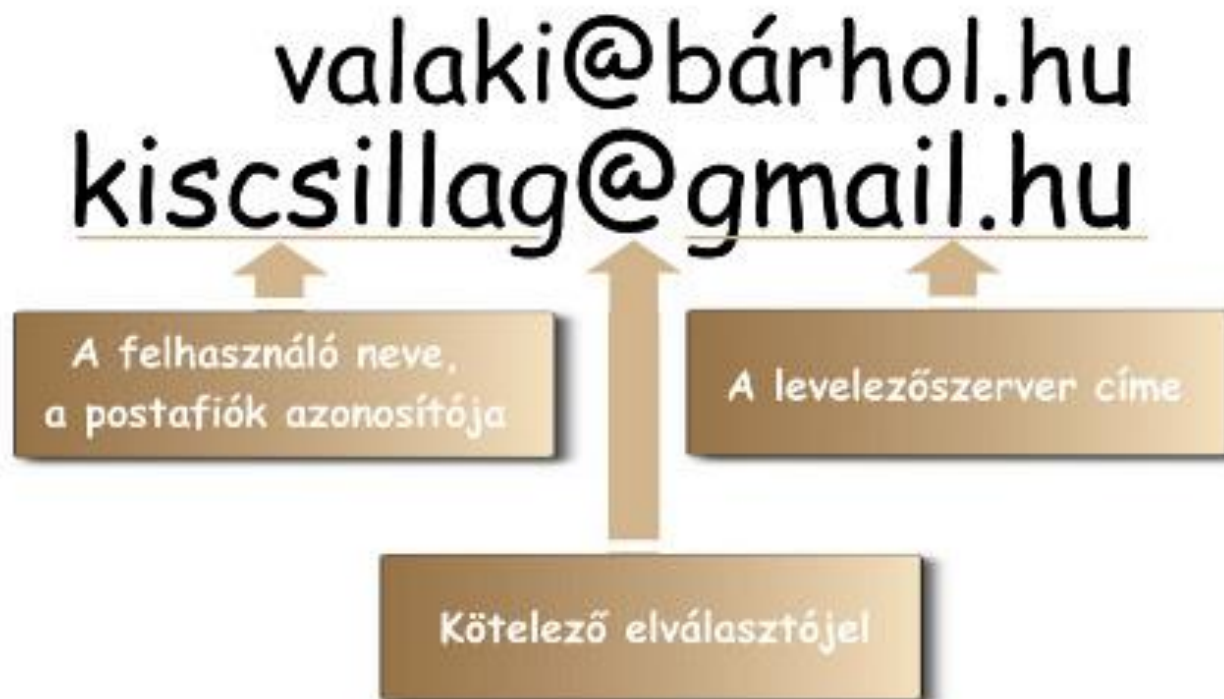 valaki@bárhol.hu
kiscsillag@gmail.hu
A felhasználó neve,
a postafiók azonosítója
A levelezőszerver címe
Kötelező elválasztójel